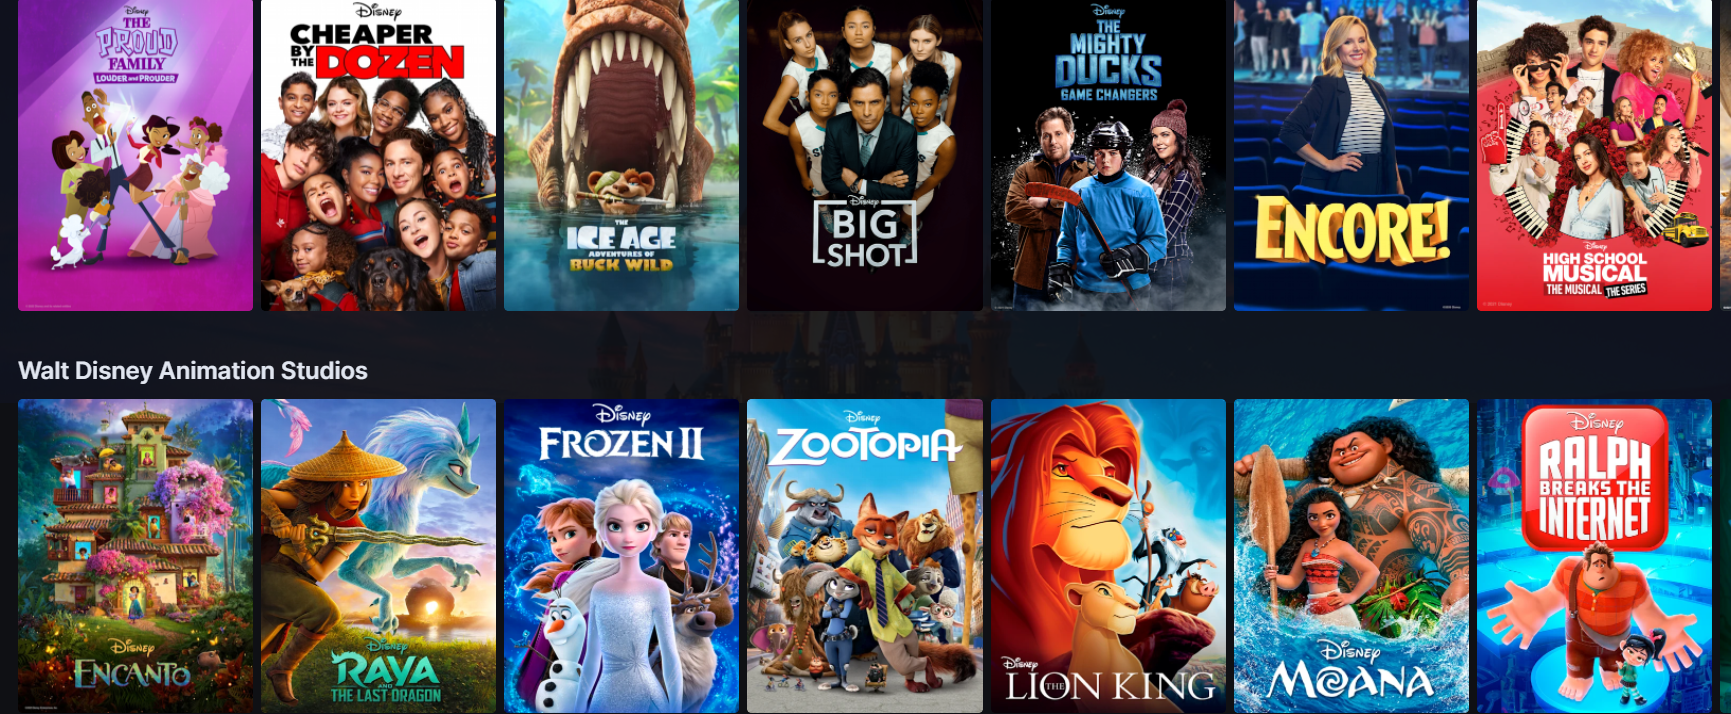 Disney
THE
PROUD
FAMILY
LOUDER and PROUDER
Disney
CHEAPER
BY THE DOZEN
THE
ICE AGE
ADVENTURES OF
BUCK WILD
Disney
BIG
SHOT
Disney
THE
MIGHTY
DUCKS
GAME CHANGERS
ENCORE!
Disney
HIGH SCHOOL
MUSICAL
THE MUSICAL THE SERIES
Walt Disney Animation Studios
Disney
ENCANTO
Disney
RAYA
AND
THE LAST DRAGON
Disney
FROZEN II
Disney
ZOOTOPIA
Disney
THE LION KING
Disney
MOANA
Disney
RALPH
BREAKS THE
INTERNET